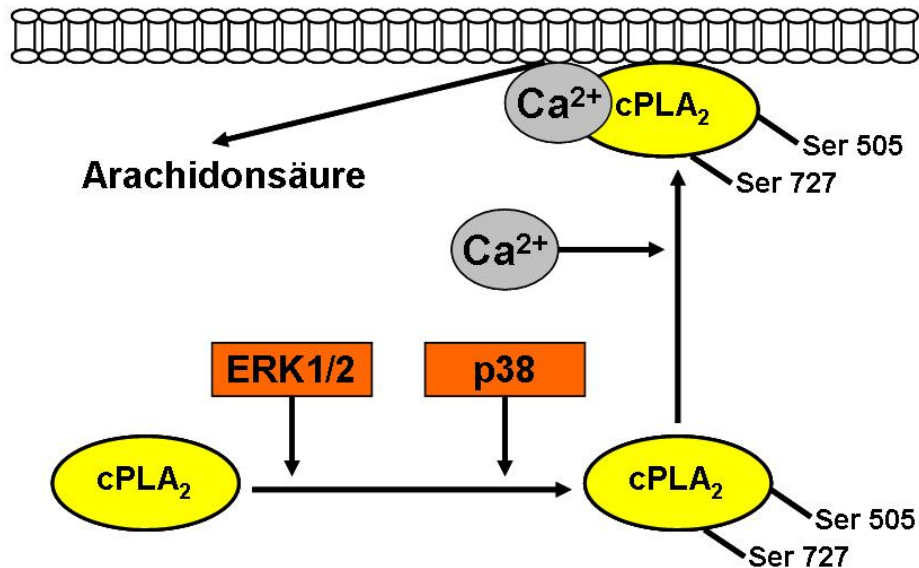 Ca²⁺
cPLA₂
Ser 505
Ser 727
Arachidonsäure
Ca²⁺
ERK1/2
p38
cPLA₂
cPLA₂
Ser 505
Ser 727